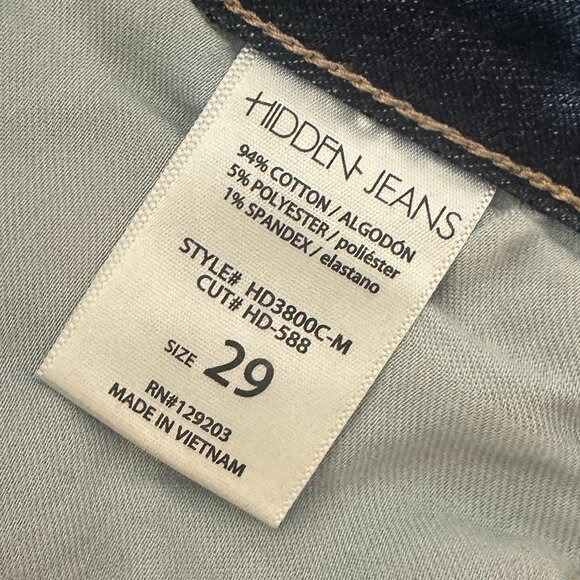 HIDDEN JEANS
94% COTTON / ALGODÓN
5% POLYESTER / poliéster
1% SPANDEX / elastano
STYLE# HD3800C-M
CUT# HD-588
SIZE 29
RN#129203
MADE IN VIETNAM